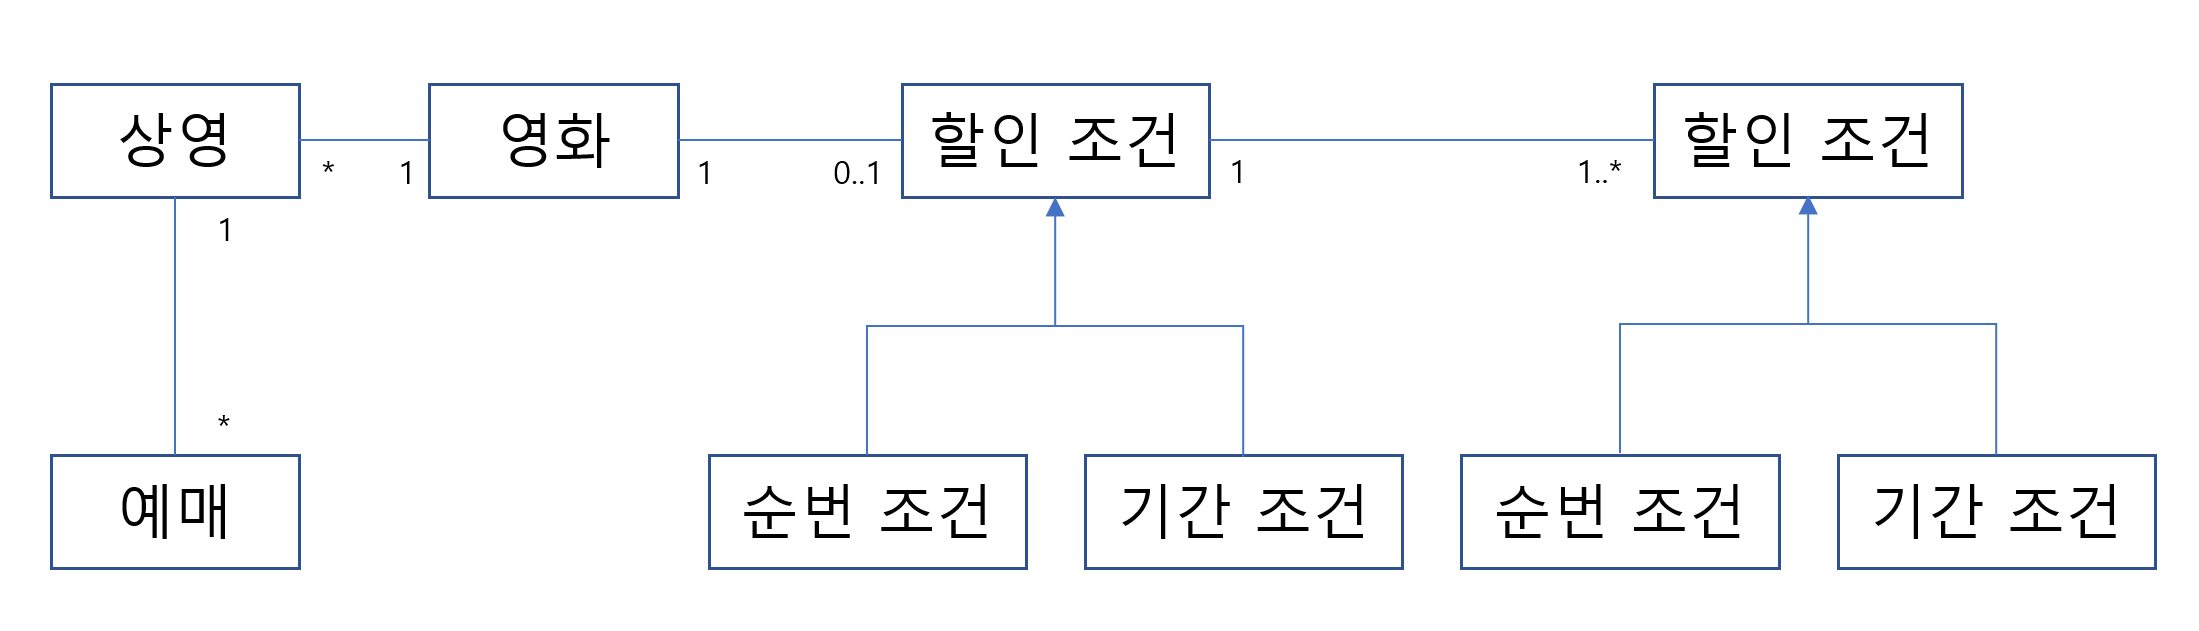 상영
영화
할인 조건
할인 조건
* 1 1 0..1 1 1..*
1
*
예매
순번 조건
기간 조건
순번 조건
기간 조건